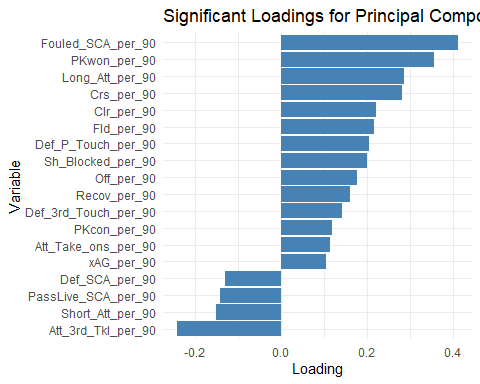 Significant Loadings for Principal Compo
Fouled_SCA_per_90
PKwon_per_90
Long_Att_per_90
Crs_per_90
Clr_per_90
Fld_per_90
Def_P_Touch_per_90
Sh_Blocked_per_90
Off_per_90
Recov_per_90
Def_3rd_Touch_per_90
PKcon_per_90
Att_Take_ons_per_90
xAG_per_90
Def_SCA_per_90
PassLive_SCA_per_90
Short_Att_per_90
Att_3rd_Tkl_per_90
Variable
-0.2 0.0 0.2 0.4
Loading